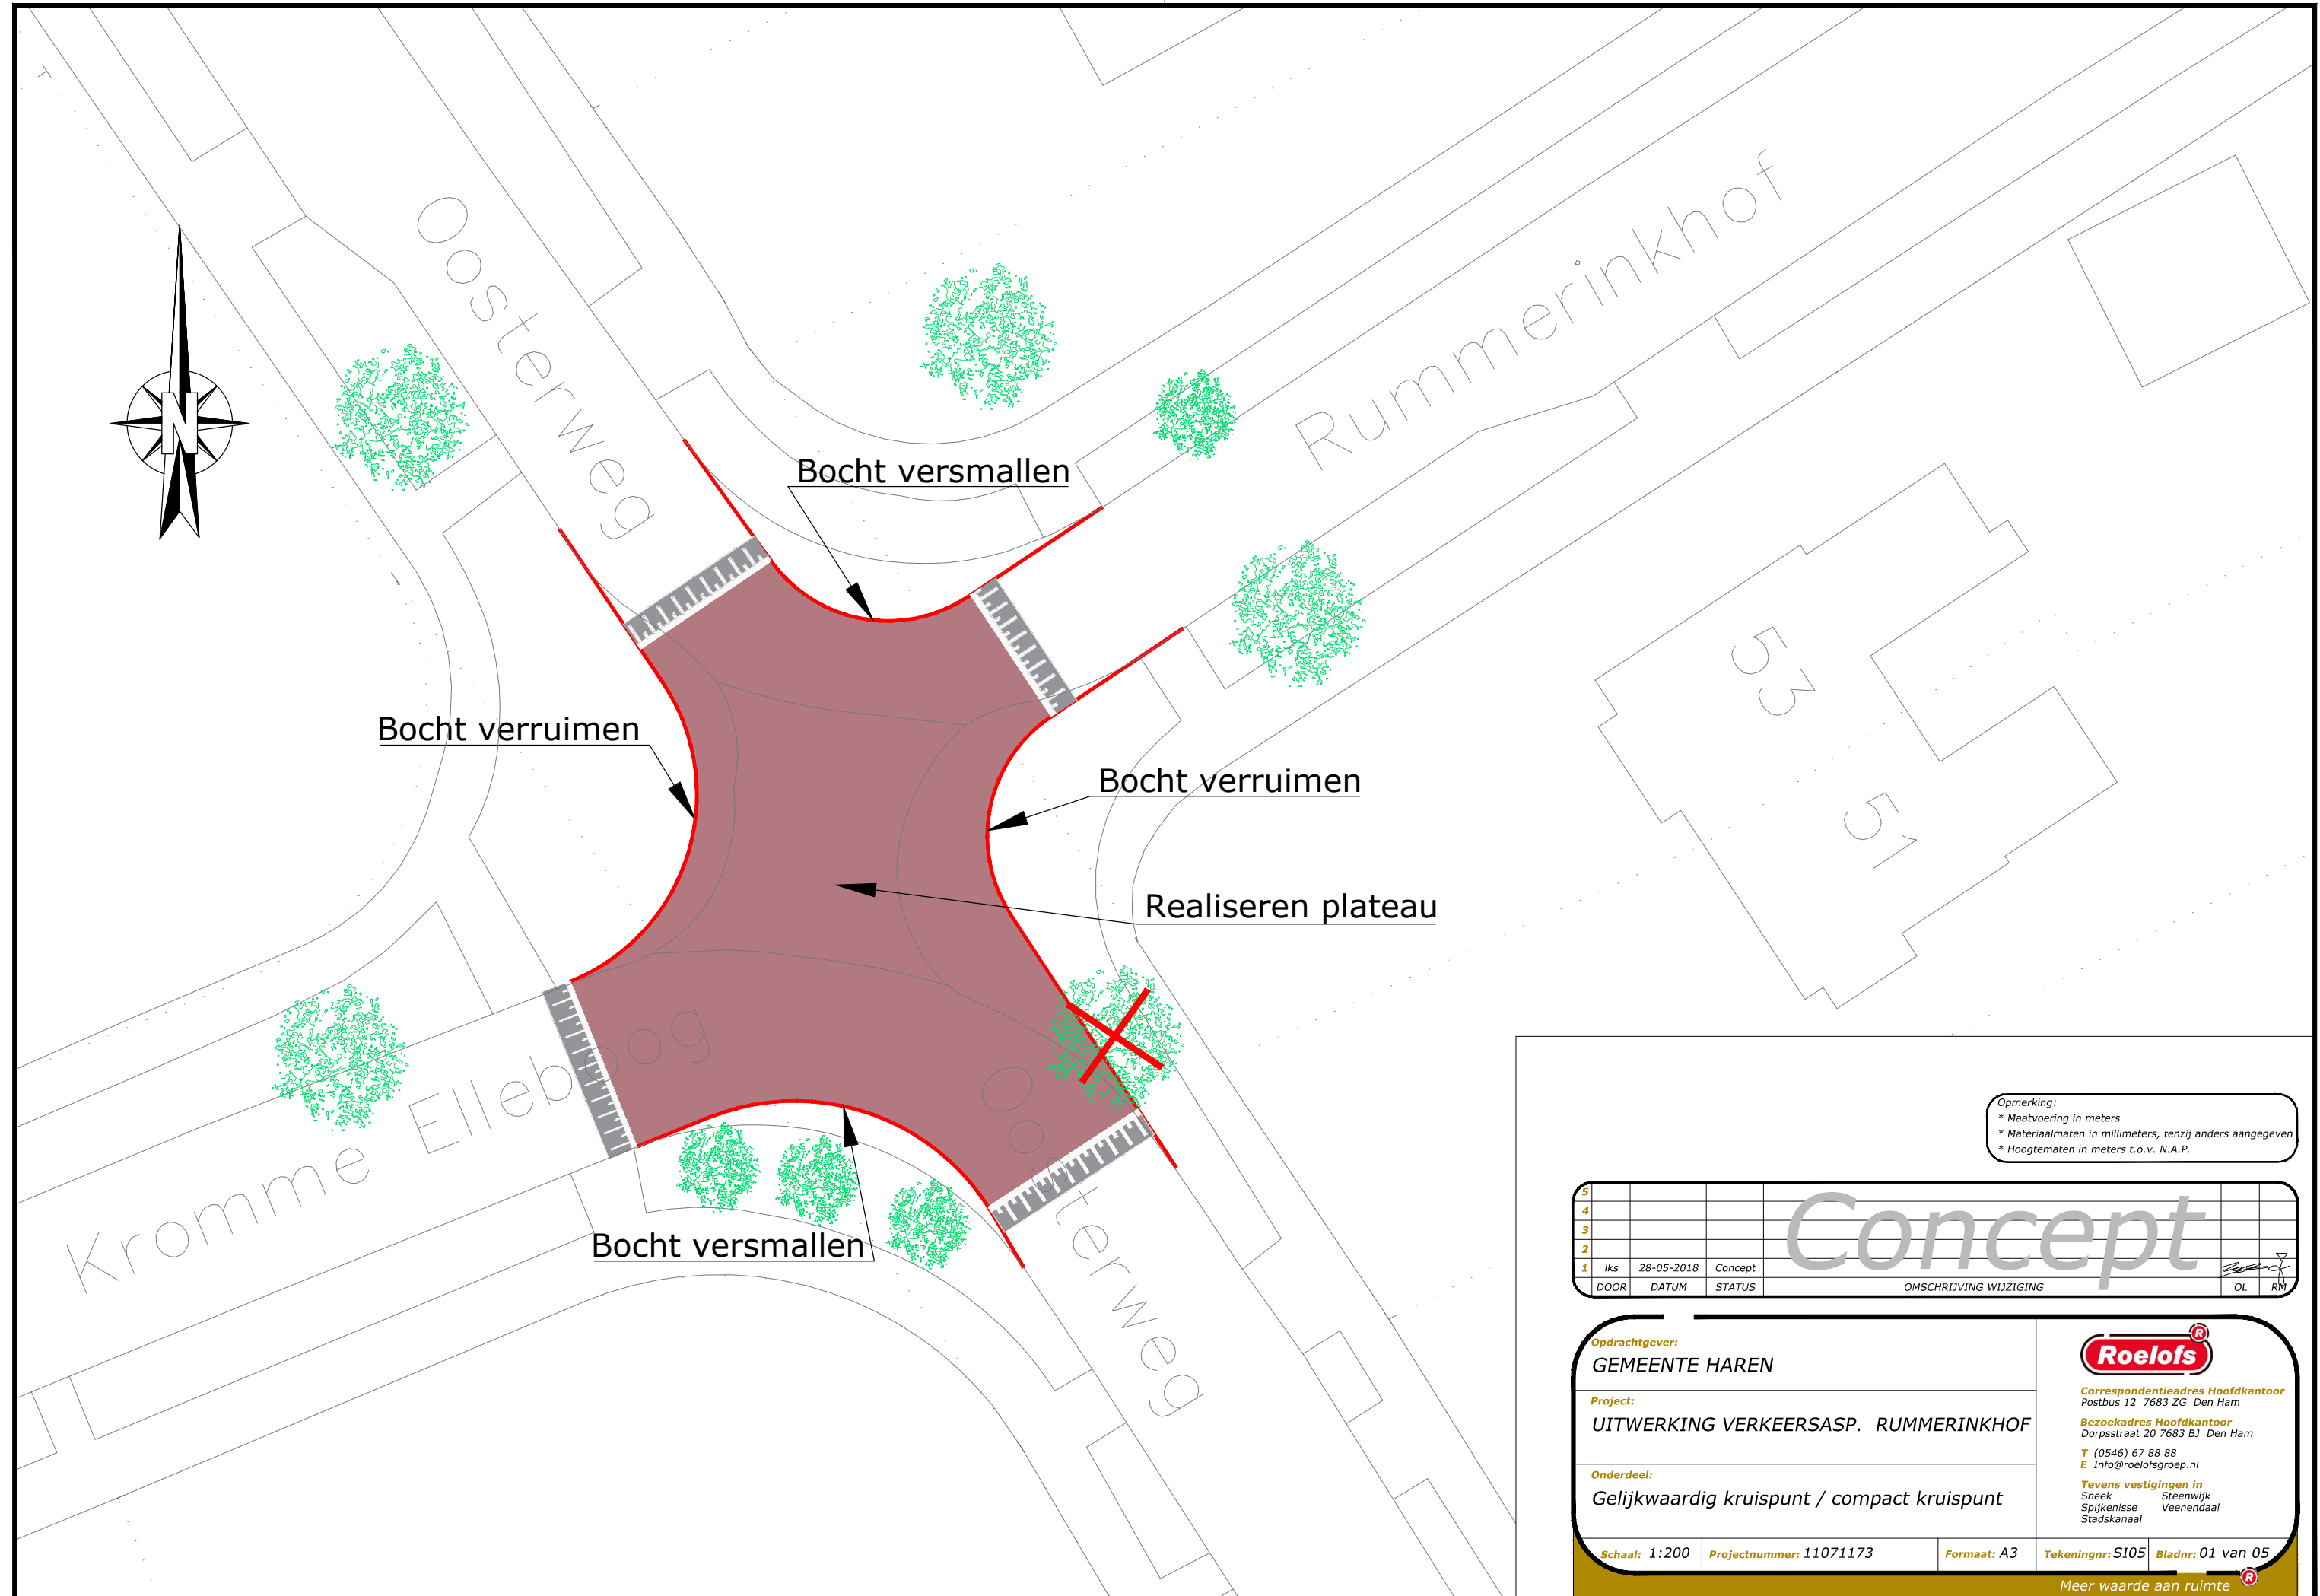 Oosterweg
Rummerinkhof
Bocht versmallen
Bocht verruimen
Bocht verruimen
Realiseren plateau
Bocht versmallen
Kromme Elleboog
Oosterweg
N
3
5
Opmerking:
* Maatvoering in meters
* Materiaalmaten in millimeters, tenzij anders aangegeven
* Hoogtematen in meters t.o.v. N.A.P.
Concept
5
4
3
2
1 lks 28-05-2018 Concept
DOOR DATUM STATUS OMSCHRIJVING WIJZIGING OL RM
Opdrachtgever:
GEMEENTE HAREN
Project:
UITWERKING VERKEERSASP. RUMMERINKHOF
Onderdeel:
Gelijkwaardig kruispunt / compact kruispunt
Roelofs
R
Correspondentieadres Hoofdkantoor
Postbus 12 7683 ZG Den Ham
Bezoekadres Hoofdkantoor
Dorpsstraat 20 7683 BJ Den Ham
T (0546) 67 88 88
E Info@roelofsgroep.nl
Tevens vestigingen in
Sneek Steenwijk
Spijkenisse Veenendaal
Stadskanaal
Schaal: 1:200 Projectnummer: 11071173 Formaat: A3 Tekeningnr: SI05 Bladnr: 01 van 05
Meer waarde aan ruimte
R